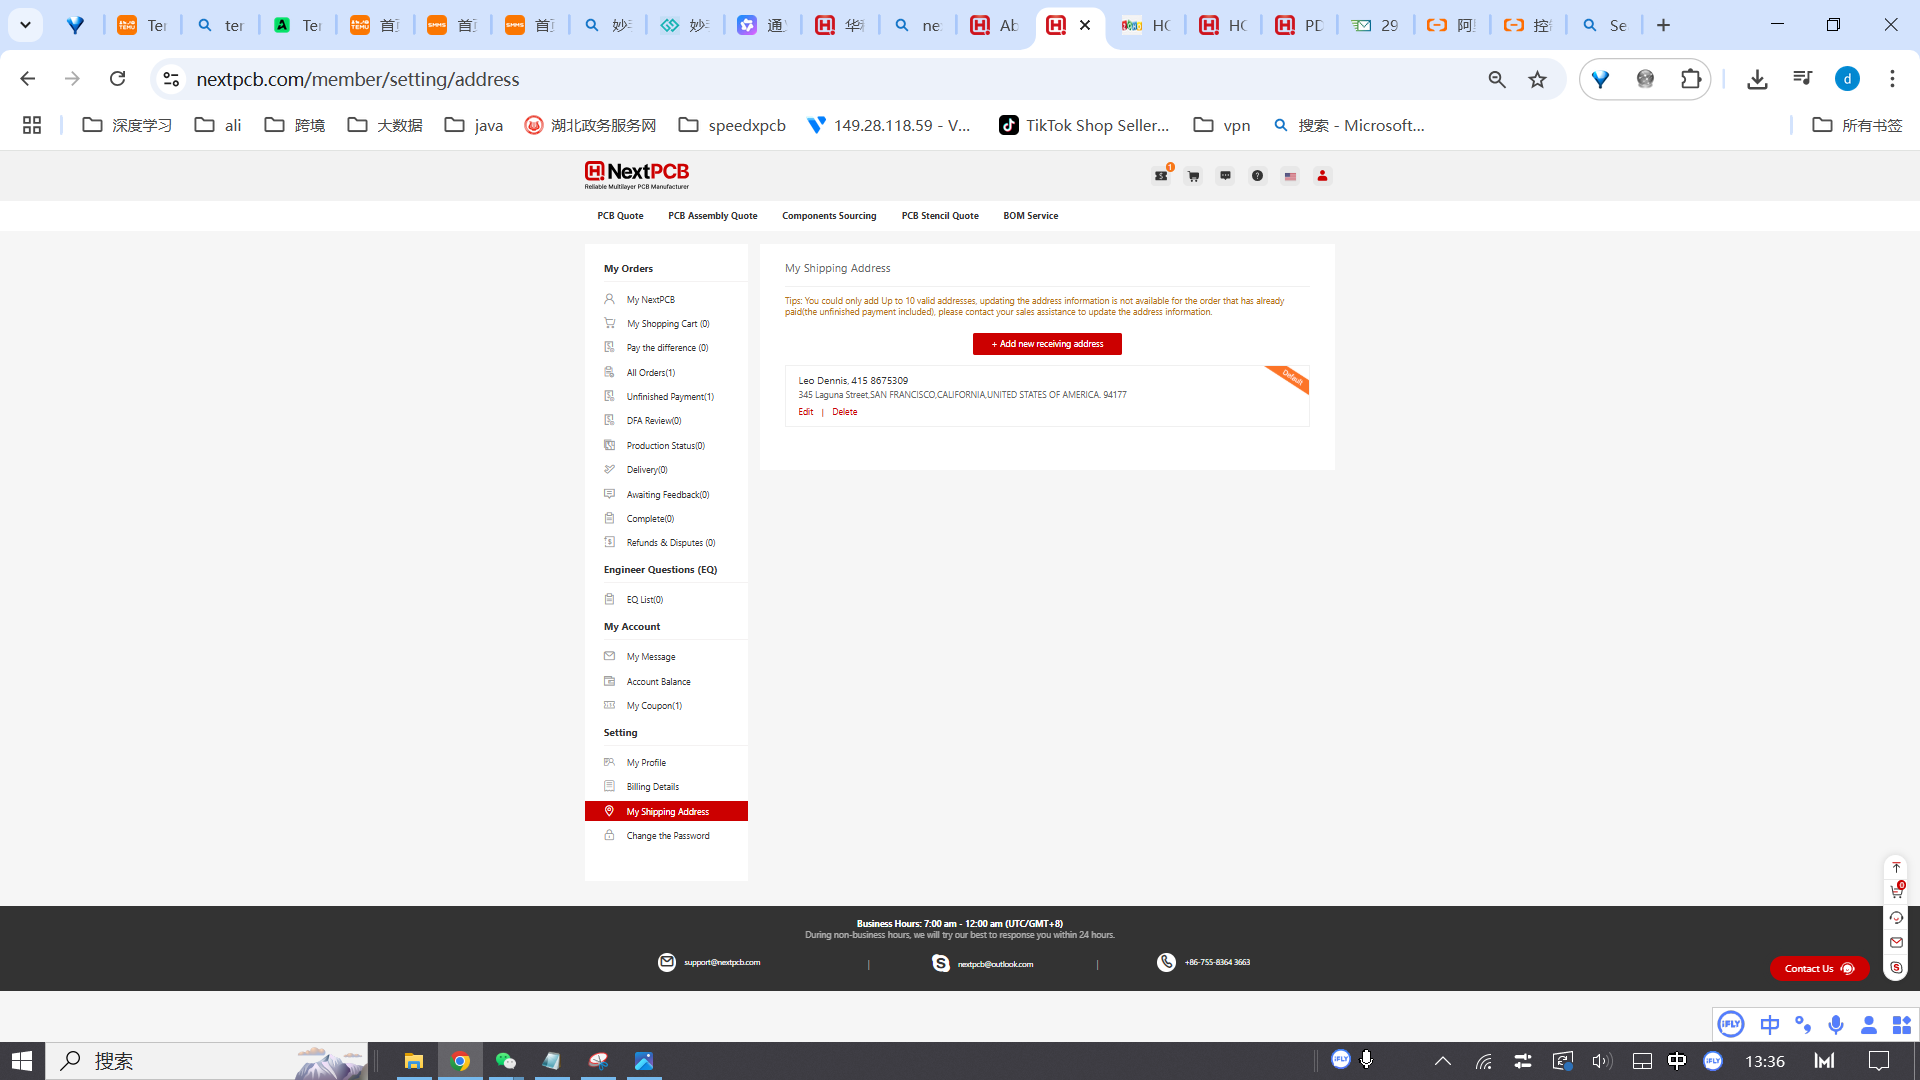 Ter
ter
Ter
首
首
首
妙
妙
通
华
ne
Ab
HC
HC
PD
29
阿
控
Se
nextpcb.com/member/setting/address
d
深度学习
ali
跨境
大数据
java
湖北政务服务网
speedxpcb
149.28.118.59 - V...
TikTok Shop Seller...
vpn
搜索 - Microsoft...
所有书签
NextPCB
Reliable Multilayer PCB Manufacturer
1
PCB Quote
PCB Assembly Quote
Components Sourcing
PCB Stencil Quote
BOM Service
My Orders
My NextPCB
My Shopping Cart (0)
Pay the difference (0)
All Orders(1)
Unfinished Payment(1)
DFA Review(0)
Production Status(0)
Delivery(0)
Awaiting Feedback(0)
Complete(0)
Refunds & Disputes (0)
Engineer Questions (EQ)
EQ List(0)
My Account
My Message
Account Balance
My Coupon(1)
Setting
My Profile
Billing Details
My Shipping Address
Change the Password
My Shipping Address
Tips: You could only add Up to 10 valid addresses, updating the address information is not available for the order that has already
paid(the unfinished payment included), please contact your sales assistance to update the address information.
+ Add new receiving address
Leo Dennis, 415 8675309
Default
345 Laguna Street,SAN FRANCISCO,CALIFORNIA,UNITED STATES OF AMERICA. 94177
Edit | Delete
0
Business Hours: 7:00 am - 12:00 am (UTC/GMT+8)
During non-business hours, we will try our best to response you within 24 hours.
support@nextpcb.com | nextpcb@outlook.com | +86-755-8364 3663
Contact Us
iFLY 中
搜索
中
13:36